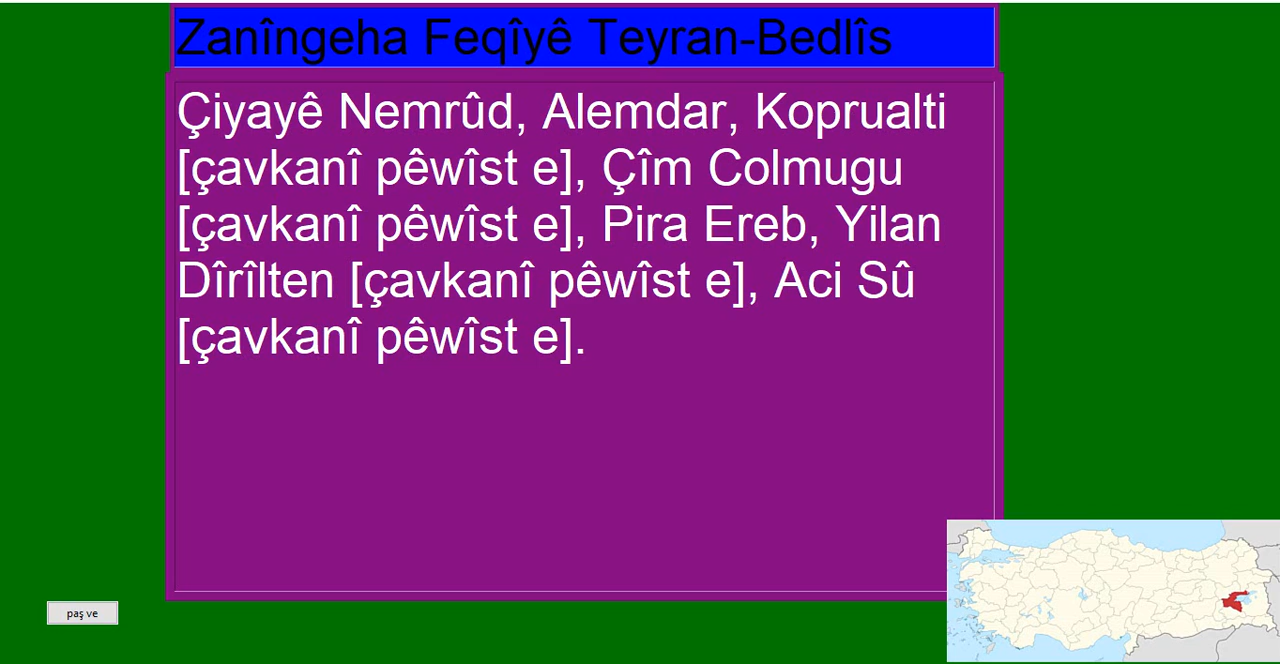 Zanîngeha Feqîyê Teyran-Bedlîs
Çiyayê Nemrûd, Alemdar, Koprualti
[çavkanî pêwîst e], Çîm Colmugu
[çavkanî pêwîst e], Pira Ereb, Yilan
Dîrîlten [çavkanî pêwîst e], Aci Sû
[çavkanî pêwîst e].
paş ve